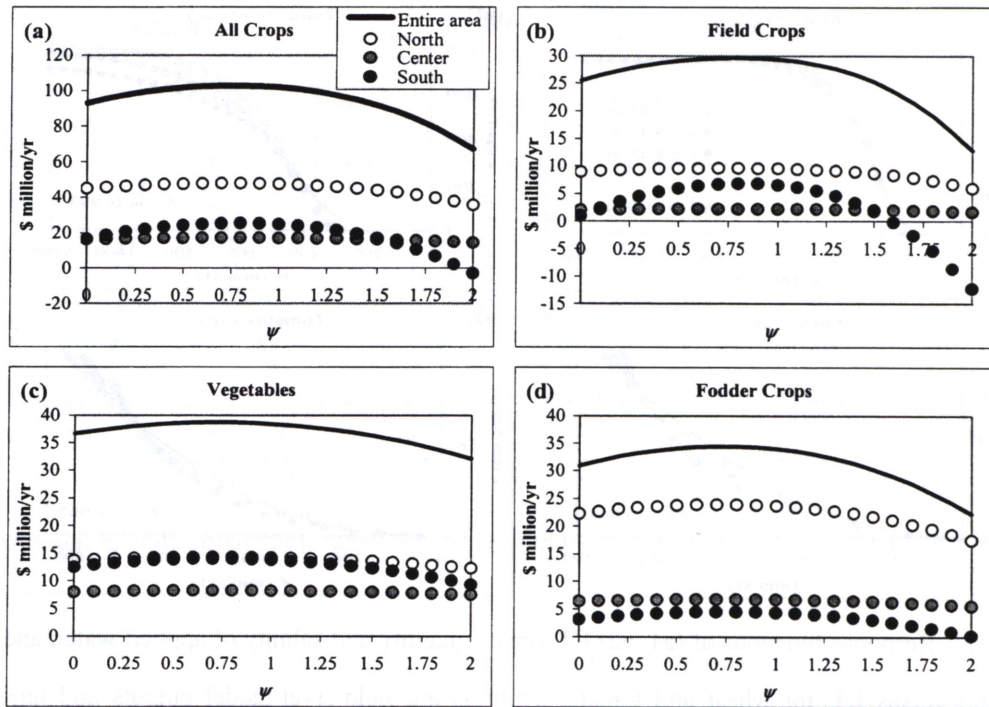 (a) All Crops
Entire area
North
Center
South
$ million/yr
120
100
80
60
40
20
0
-20
0 0.25 0.5 0.75 1 1.25 1.5 1.75 2
ψ
(b) Field Crops
$ million/yr
30
25
20
15
10
5
0
-5
-10
-15
0 0.25 0.5 0.75 1 1.25 1.5 1.75 2
ψ
(c) Vegetables
$ million/yr
40
35
30
25
20
15
10
5
0
0 0.25 0.5 0.75 1 1.25 1.5 1.75 2
ψ
(d) Fodder Crops
$ million/yr
40
35
30
25
20
15
10
5
0
0 0.25 0.5 0.75 1 1.25 1.5 1.75 2
ψ